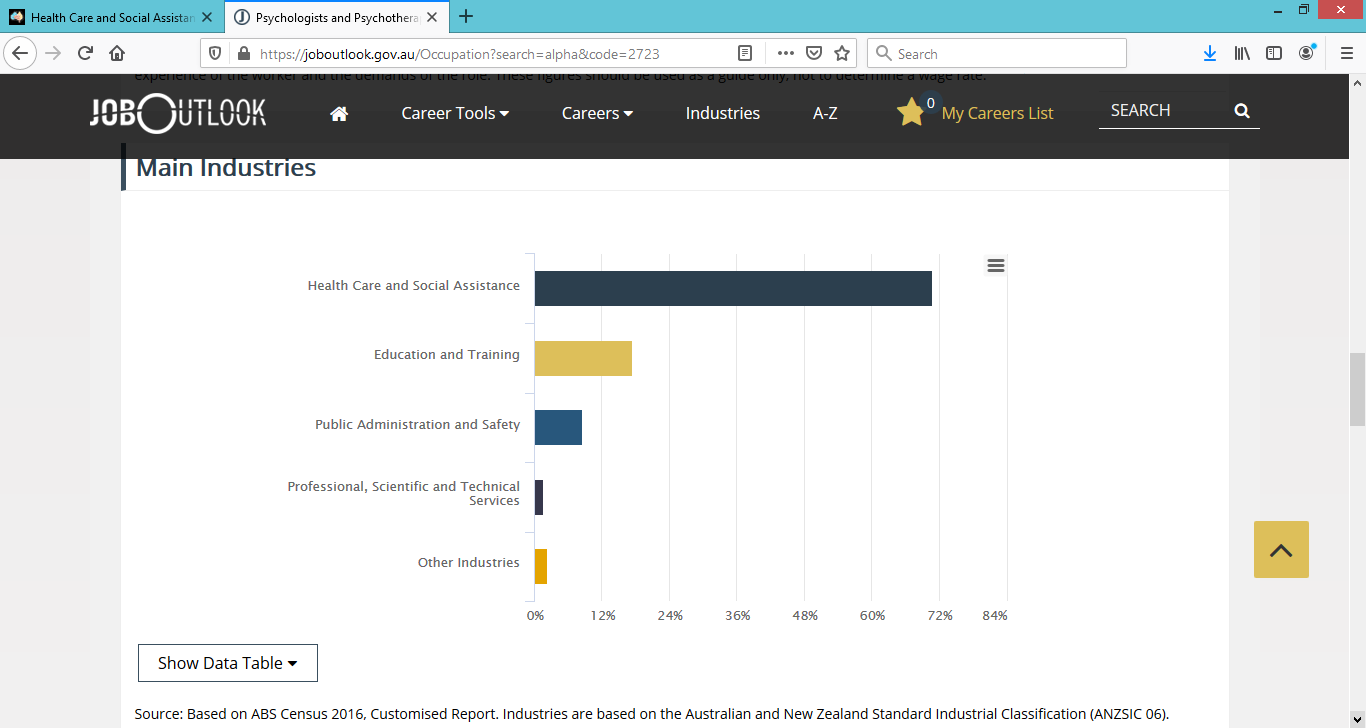 Health Care and Social Assistan
Psychologists and Psychothera
https://joboutlook.gov.au/Occupation?search=alpha&code=2723
Search
experience of the worker and the demands of the role. These figures should be used as a guide only, not to determine a wage rate.
JOB OUTLOOK
Career Tools
Careers
Industries
A-Z
0
My Careers List
SEARCH
Main Industries
Health Care and Social Assistance
Education and Training
Public Administration and Safety
Professional, Scientific and Technical
Services
Other Industries
0% 12% 24% 36% 48% 60% 72% 84%
Show Data Table
Source: Based on ABS Census 2016, Customised Report. Industries are based on the Australian and New Zealand Standard Industrial Classification (ANZSIC 06).